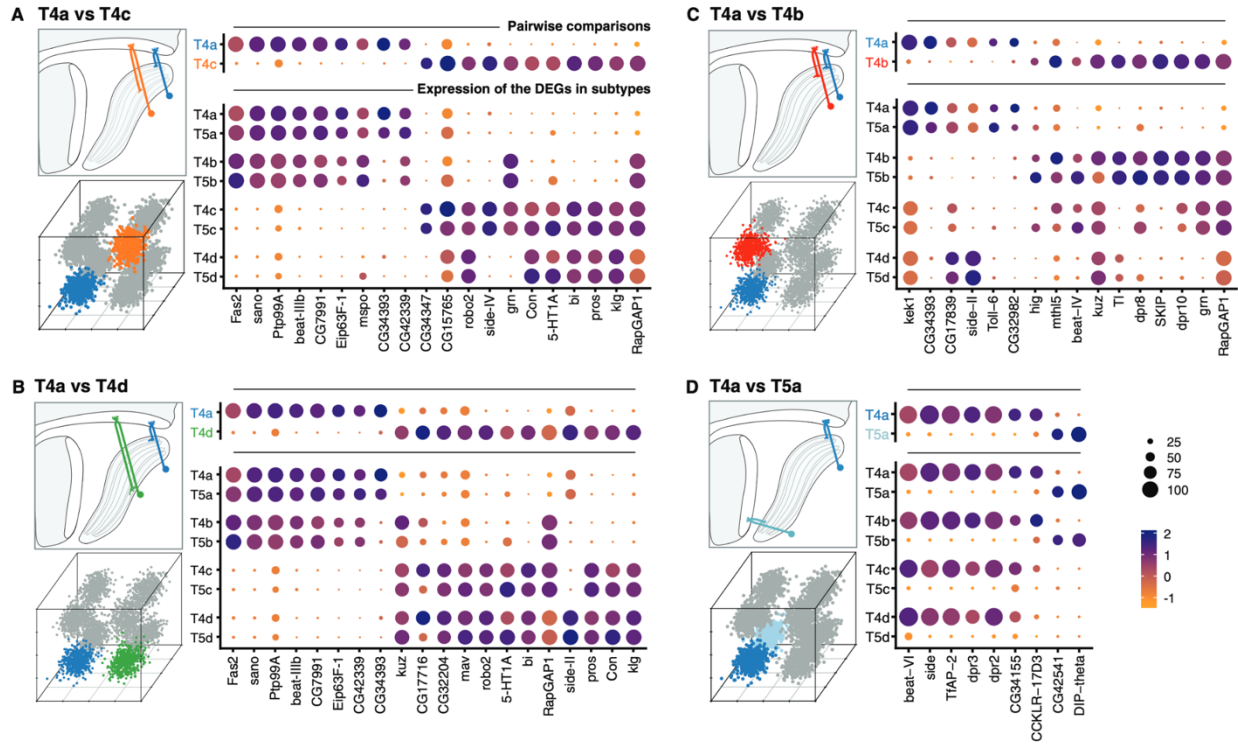 A T4a vs T4c
Pairwise comparisons
T4a
T4c
Expression of the DEGs in subtypes
T4a
T5a
T4b
T5b
T4c
T5c
T4d
T5d
Fas2 sano Ptp99A beat-IIIb CG7991 Eip63F-1 mspo CG34393 CG42339 CG34347 CG15765 robo2 side-IV grn Con 5-HT1A bi pros klg RapGAP1
B T4a vs T4d
T4a
T4d
T4a
T5a
T4b
T5b
T4c
T5c
T4d
T5d
Fas2 sano Ptp99A beat-IIIb CG7991 Eip63F-1 CG42339 CG34393 kuz CG17716 CG32204 mav robo2 5-HT1A bi RapGAP1 side-II pros Con klg
C T4a vs T4b
T4a
T4b
T4a
T5a
T4b
T5b
T4c
T5c
T4d
T5d
kek1 CG34393 CG17839 side-II Toll-6 CG32982 hig mthl5 beat-IV kuz Tl dpr8 SKIP dpr10 grn RapGAP1
D T4a vs T5a
T4a
T5a
T4a
T5a
T4b
T5b
T4c
T5c
T4d
T5d
beat-VI side TfAP-2 dpr3 dpr2 CG34155 CCKLR-17D3 CG42541 DIP-theta
25
50
75
100
2
1
0
-1